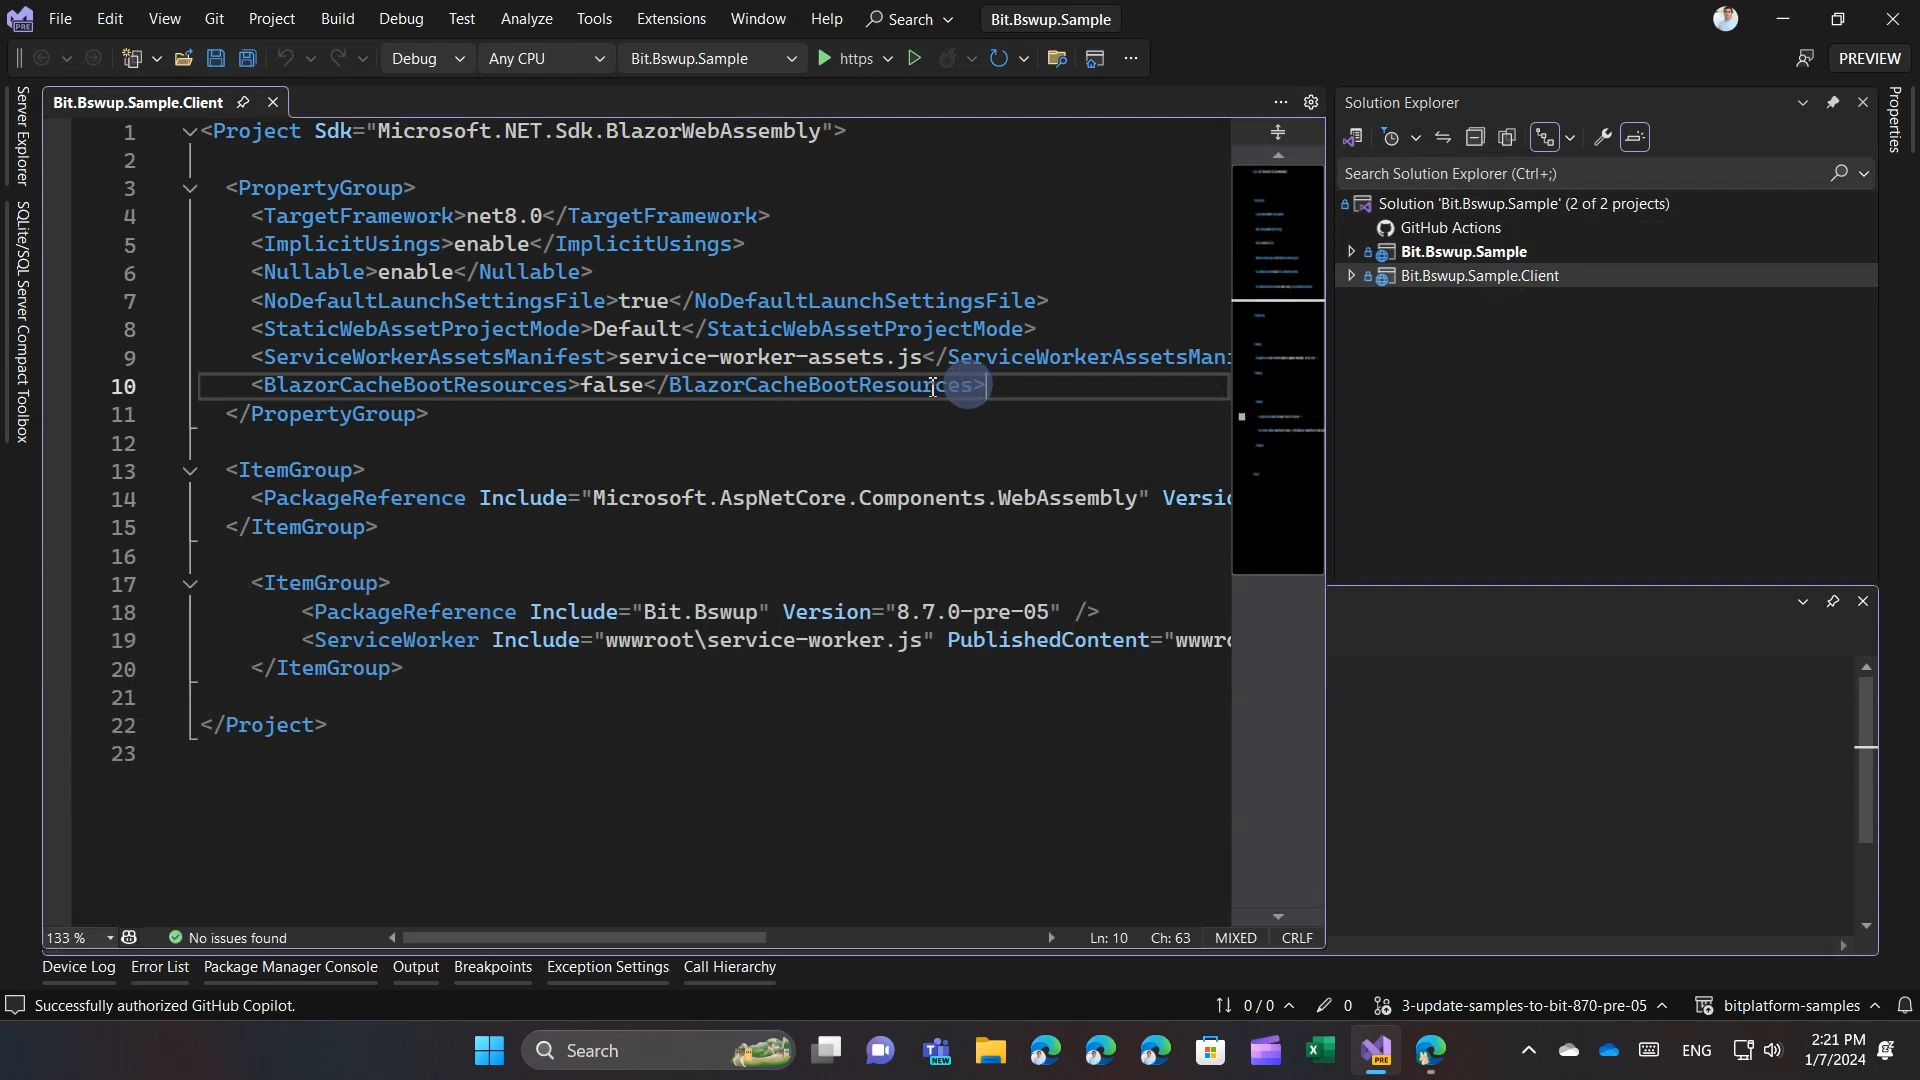 File Edit View Git Project Build Debug Test Analyze Tools Extensions Window Help Search Bit.Bswup.Sample
Debug Any CPU Bit.Bswup.Sample https PREVIEW
Server Explorer
SQLite/SQL Server Compact Toolbox
Bit.Bswup.Sample.Client
1 <Project Sdk="Microsoft.NET.Sdk.BlazorWebAssembly">
2
3 <PropertyGroup>
4 <TargetFramework>net8.0</TargetFramework>
5 <ImplicitUsings>enable</ImplicitUsings>
6 <Nullable>enable</Nullable>
7 <NoDefaultLaunchSettingsFile>true</NoDefaultLaunchSettingsFile>
8 <StaticWebAssetProjectMode>Default</StaticWebAssetProjectMode>
9 <ServiceWorkerAssetsManifest>service-worker-assets.js</ServiceWorkerAssetsMani
10 <BlazorCacheBootResources>false</BlazorCacheBootResources>
11 </PropertyGroup>
12
13 <ItemGroup>
14 <PackageReference Include="Microsoft.AspNetCore.Components.WebAssembly" Versio
15 </ItemGroup>
16
17 <ItemGroup>
18 <PackageReference Include="Bit.Bswup" Version="8.7.0-pre-05" />
19 <ServiceWorker Include="wwwroot\service-worker.js" PublishedContent="wwwro
20 </ItemGroup>
21
22 </Project>
23
133 % No issues found Ln: 10 Ch: 63 MIXED CRLF
Solution Explorer
Search Solution Explorer (Ctrl+;)
Solution 'Bit.Bswup.Sample' (2 of 2 projects)
GitHub Actions
Bit.Bswup.Sample
Bit.Bswup.Sample.Client
Properties
Device Log Error List Package Manager Console Output Breakpoints Exception Settings Call Hierarchy
Successfully authorized GitHub Copilot. 0 / 0 0 3-update-samples-to-bit-870-pre-05 bitplatform-samples
Search ENG 2:21 PM
1/7/2024